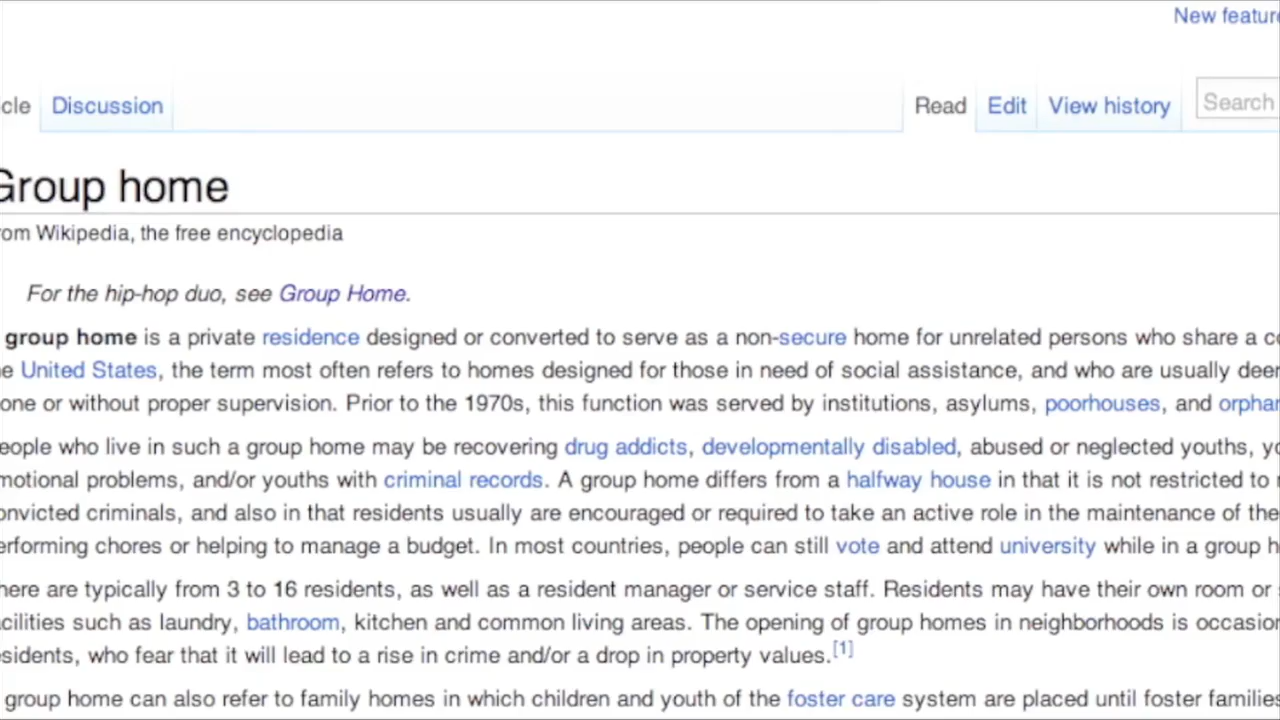 New featur
cle Discussion Read Edit View history Search
Group home
om Wikipedia, the free encyclopedia
For the hip-hop duo, see Group Home.
group home is a private residence designed or converted to serve as a non-secure home for unrelated persons who share a c
e United States, the term most often refers to homes designed for those in need of social assistance, and who are usually deer
one or without proper supervision. Prior to the 1970s, this function was served by institutions, asylums, poorhouses, and orphar
eople who live in such a group home may be recovering drug addicts, developmentally disabled, abused or neglected youths, yo
motional problems, and/or youths with criminal records. A group home differs from a halfway house in that it is not restricted to
onvicted criminals, and also in that residents usually are encouraged or required to take an active role in the maintenance of the
erforming chores or helping to manage a budget. In most countries, people can still vote and attend university while in a group h
here are typically from 3 to 16 residents, as well as a resident manager or service staff. Residents may have their own room or
cilities such as laundry, bathroom, kitchen and common living areas. The opening of group homes in neighborhoods is occasion
sidents, who fear that it will lead to a rise in crime and/or a drop in property values.[1]
group home can also refer to family homes in which children and youth of the foster care system are placed until foster families